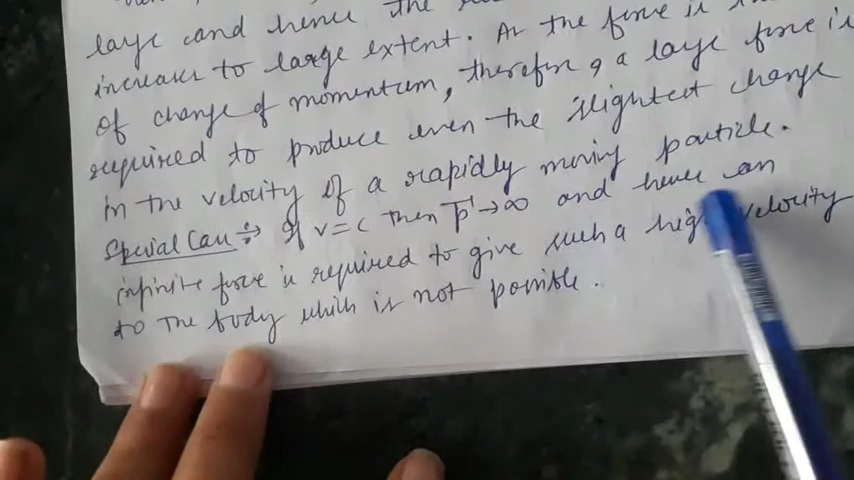 large and hence the
increases to large extent. As the force is the
of change of momentum, therefore, a large force is
required to produce even the slightest change
in the velocity of a rapidly moving particle.
Special Case ÷→ If v = c then p→ → ∞ and hence an
infinite force is required to give such a high velocity
to the body which is not possible.